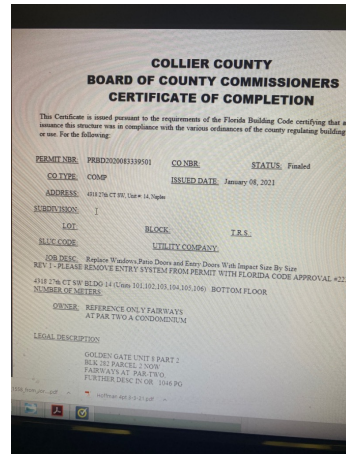 COLLIER COUNTY
BOARD OF COUNTY COMMISSIONERS
CERTIFICATE OF COMPLETION
This Certificate is issued pursuant to the requirements of the Florida Building Code certifying that a
issuance this structure was in compliance with the various ordinances of the county regulating building
or use. For the following:
PERMIT NBR: PRBD2020083339501 CO NBR: STATUS: Finaled
CO TYPE: COMP ISSUED DATE: January 08, 2021
ADDRESS: 4318 27th CT SW, Unit #: 14, Naples
SUBDIVISION:
LOT: BLOCK: T.R.S.:
SLUC CODE: UTILITY COMPANY:
JOB DESC: Replace Windows,Patio Doors and Entry Doors With Impact Size By Size
REV 1 - PLEASE REMOVE ENTRY SYSTEM FROM PERMIT WITH FLORIDA CODE APPROVAL #22
4318 27th CT SW BLDG 14 (Units 101,102,103,104,105,106) - BOTTOM FLOOR
NUMBER OF METERS:
OWNER: REFERENCE ONLY FAIRWAYS
AT PAR TWO A CONDOMINIUM
LEGAL DESCRIPTION
GOLDEN GATE UNIT 8 PART 2
BLK 262 PARCEL 2 NOW
FAIRWAYS AT PAR-TWO,
FURTHER DESC IN OR 1046 PG